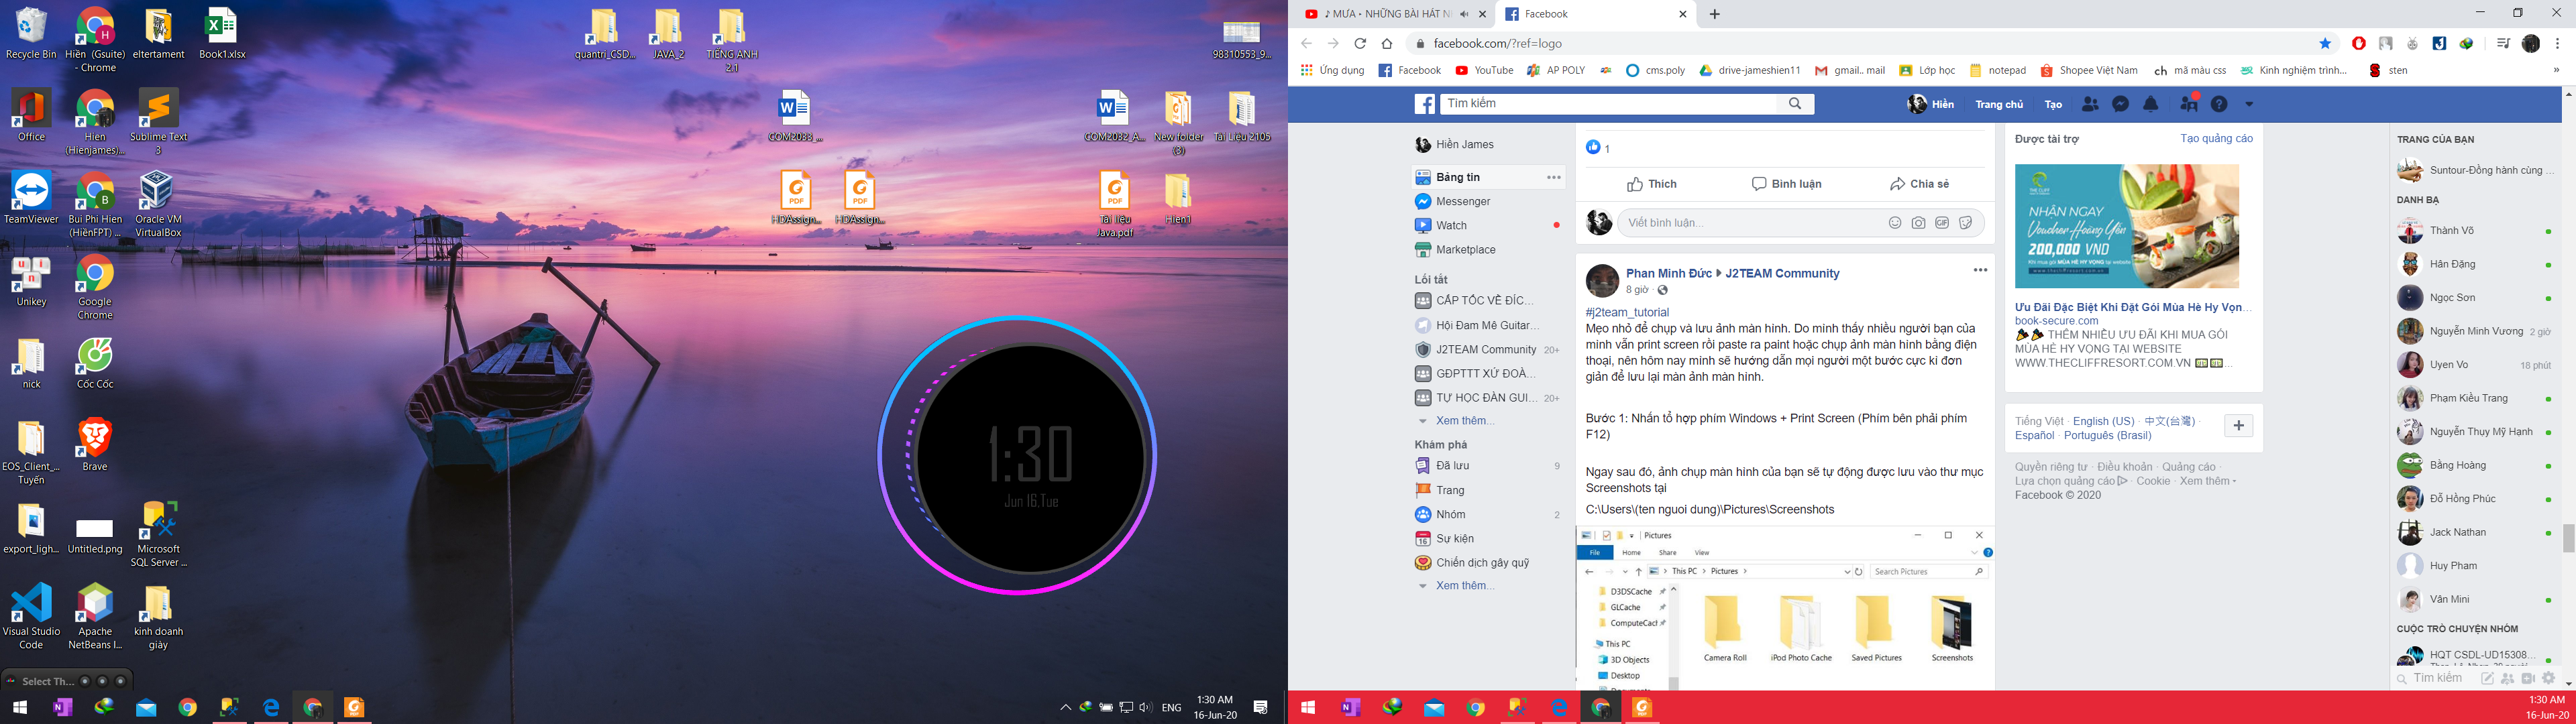 Recycle Bin
Hiền (Gsuite) - Chrome
eltertament
Book1.xlsx
quantri_CSD...
JAVA_2
TIẾNG ANH 2.1
98310553_9...
Office
Hien (Hienjames)...
Sublime Text 3
COM2033_...
COM2032_A...
New folder (3)
Tài Liệu 2105
TeamViewer
Bui Phi Hien (HiềnFPT) ...
Oracle VM VirtualBox
PDF
HDAssign...
PDF
HDAssign...
PDF
Tài liệu Java.pdf
Hien1
Unikey
Google Chrome
nick
Cốc Cốc
EOS_Client_... Tuyến
Brave
export_ligh...
Untitled.png
Microsoft SQL Server ...
Visual Studio Code
Apache NetBeans I...
kinh doanh giày
1:30
Jun 16.Tue
Select Th...
ENG
1:30 AM
16-Jun-20
♪ MƯA • NHỮNG BÀI HÁT N
Facebook
facebook.com/?ref=logo
Ứng dụng
Facebook
YouTube
AP POLY
cms.poly
drive-jameshien11
gmail.. mail
Lớp học
notepad
Shopee Việt Nam
ch mã màu css
Kinh nghiệm trình...
sten
»
Tìm kiếm
Hiền
Trang chủ
Tạo
Hiền James
Bảng tin
Messenger
Watch
Marketplace
Lối tắt
CẤP TỐC VỀ ĐÍC...
Hội Đam Mê Guitar...
J2TEAM Community 20+
GĐPTTT XỨ ĐOÀ...
TỰ HỌC ĐÀN GUI... 20+
Xem thêm...
Khám phá
Đã lưu 9
Trang
Nhóm 2
Sự kiện
Chiến dịch gây quỹ
Xem thêm...
1
Thích
Bình luận
Chia sẻ
Viết bình luận...
GIF
Phan Minh Đức ▸ J2TEAM Community
8 giờ ·
#j2team_tutorial
Mẹo nhỏ để chụp và lưu ảnh màn hình. Do mình thấy nhiều người bạn của
mình vẫn print screen rồi paste ra paint hoặc chụp ảnh màn hình bằng điện
thoại, nên hôm nay mình sẽ hướng dẫn mọi người một bước cực kì đơn
giản để lưu lại màn ảnh màn hình.
Bước 1: Nhấn tổ hợp phím Windows + Print Screen (Phím bên phải phím
F12)
Ngay sau đó, ảnh chụp màn hình của bạn sẽ tự động được lưu vào thư mục
Screenshots tại
C:\Users\(ten nguoi dung)\Pictures\Screenshots
Pictures
File Home Share View
This PC > Pictures >
Search Pictures
D3DSCache
GLCache
ComputeCacl
This PC
3D Objects
Desktop
Camera Roll
iPod Photo Cache
Saved Pictures
Screenshots
Được tài trợ
Tạo quảng cáo
THE CLIFF
NHẬN NGAY
Voucher Hoàng Yến
200,000 VND
Ưu Đãi Đặc Biệt Khi Đặt Gói Mùa Hè Hy Vọn...
book-secure.com
THÊM NHIỀU ƯU ĐÃI KHI MUA GÓI
MÙA HÈ HY VỌNG TẠI WEBSITE
WWW.THECLIFFRESORT.COM.VN ...
Tiếng Việt · English (US) · 中文(台灣) ·
Español · Português (Brasil)
Quyền riêng tư · Điều khoản · Quảng cáo ·
Lựa chọn quảng cáo · Cookie · Xem thêm
Facebook © 2020
TRANG CỦA BẠN
Suntour-Đồng hành cùng ...
DANH BẠ
Thành Võ
Hân Đặng
Ngọc Sơn
Nguyễn Minh Vương 2 giờ
Uyen Vo 18 phút
Phạm Kiều Trang
Nguyễn Thụy Mỹ Hạnh
Bằng Hoàng
Đỗ Hồng Phúc
Jack Nathan
Huy Pham
Văn Mini
CUỘC TRÒ CHUYỆN NHÓM
HQT CSDL-UD15308...
Tìm kiếm
1:30 AM
16-Jun-20